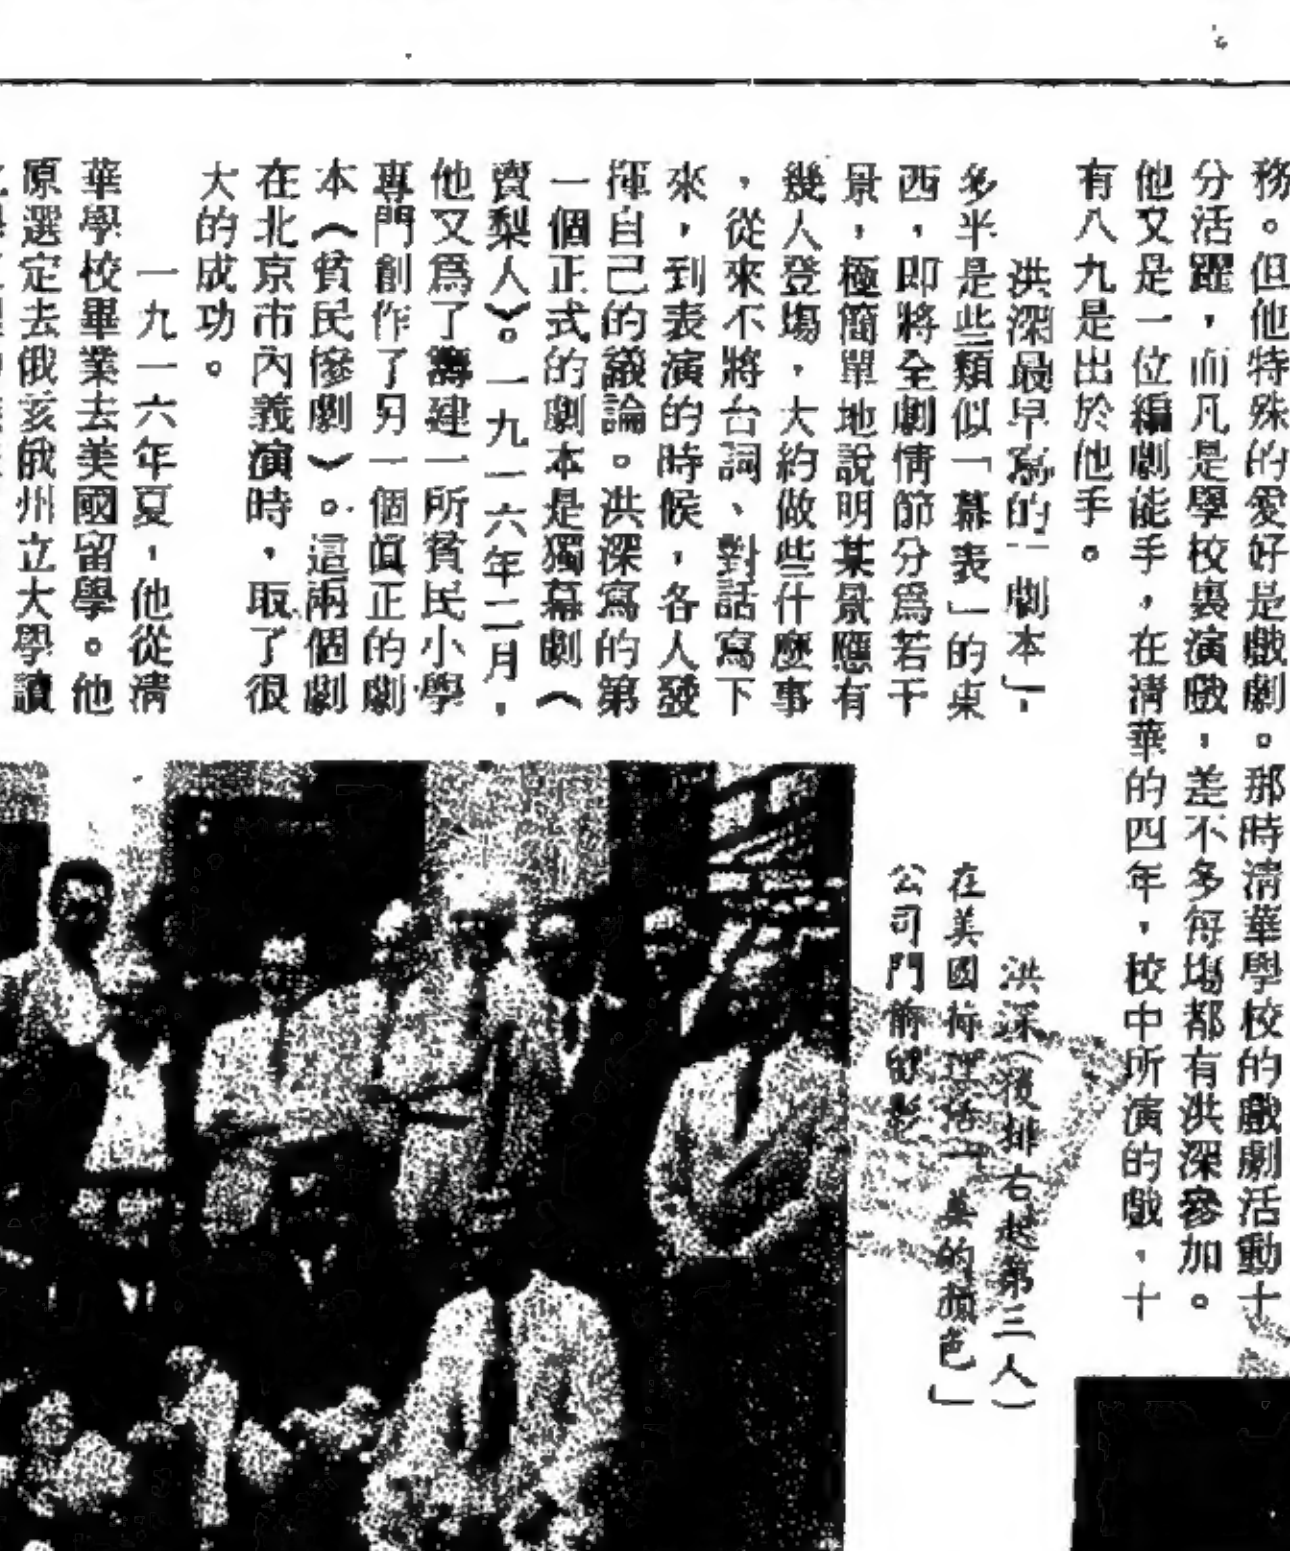 務。但他特殊的愛好是戲劇。那時清華學校的戲劇活動十
分活躍，而凡是學校裏演戲，差不多每場都有洪深參加。
他又是一位編劇能手，在清華的四年，校中所演的戲，十
有八九是出於他手。
洪深最早寫的「劇本」，
多半是些類似「幕表」的東
西，即將全劇情節分爲若干
景，極簡單地說明某景應有
幾人登場，大約做些什麼事
，從來不將台詞、對話寫下
來，到表演的時候，各人發
揮自己的議論。洪深寫的第
一個正式的劇本是獨幕劇《
賣梨人》。一九一六年二月，
他又爲了籌建一所貧民小學
專門創作了另一個眞正的劇
本《貧民慘劇》。這兩個劇
在北京市內義演時，取了很
大的成功。
一九一六年夏，他從清
華學校畢業去美國留學。他
原選定去俄亥俄州立大學讀
洪深（後排右起第三人）
在美國 的顏色」
公司門前